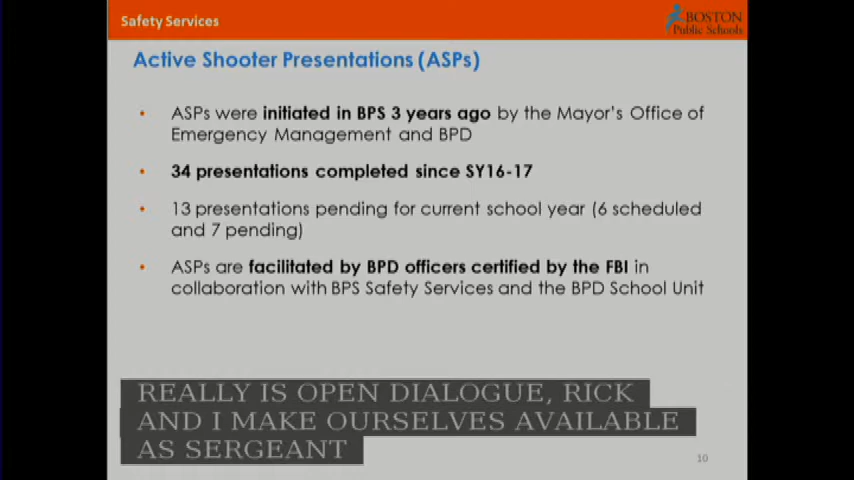 Safety Services
BOSTON
Public Schools
Active Shooter Presentations (ASPs)
• ASPs were initiated in BPS 3 years ago by the Mayor's Office of
Emergency Management and BPD
• 34 presentations completed since SY16-17
• 13 presentations pending for current school year (6 scheduled
and 7 pending)
• ASPs are facilitated by BPD officers certified by the FBI in
collaboration with BPS Safety Services and the BPD School Unit
REALLY IS OPEN DIALOGUE, RICK
AND I MAKE OURSELVES AVAILABLE
AS SERGEANT
10